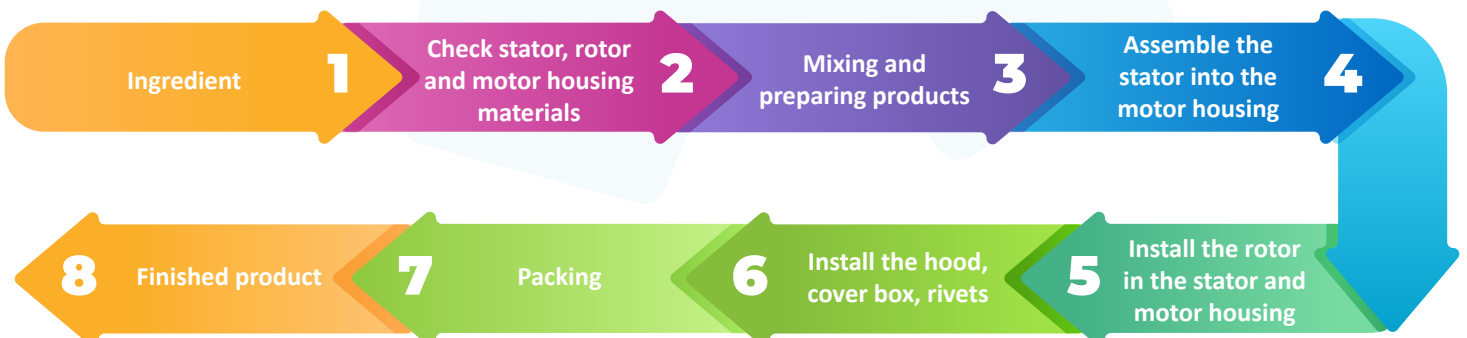 Ingredient
1
Check stator, rotor
and motor housing
materials
2
Mixing and
preparing products
3
Assemble the
stator into the
motor housing
4
Install the rotor
in the stator and
motor housing
5
Install the hood,
cover box, rivets
6
Packing
7
Finished product
8